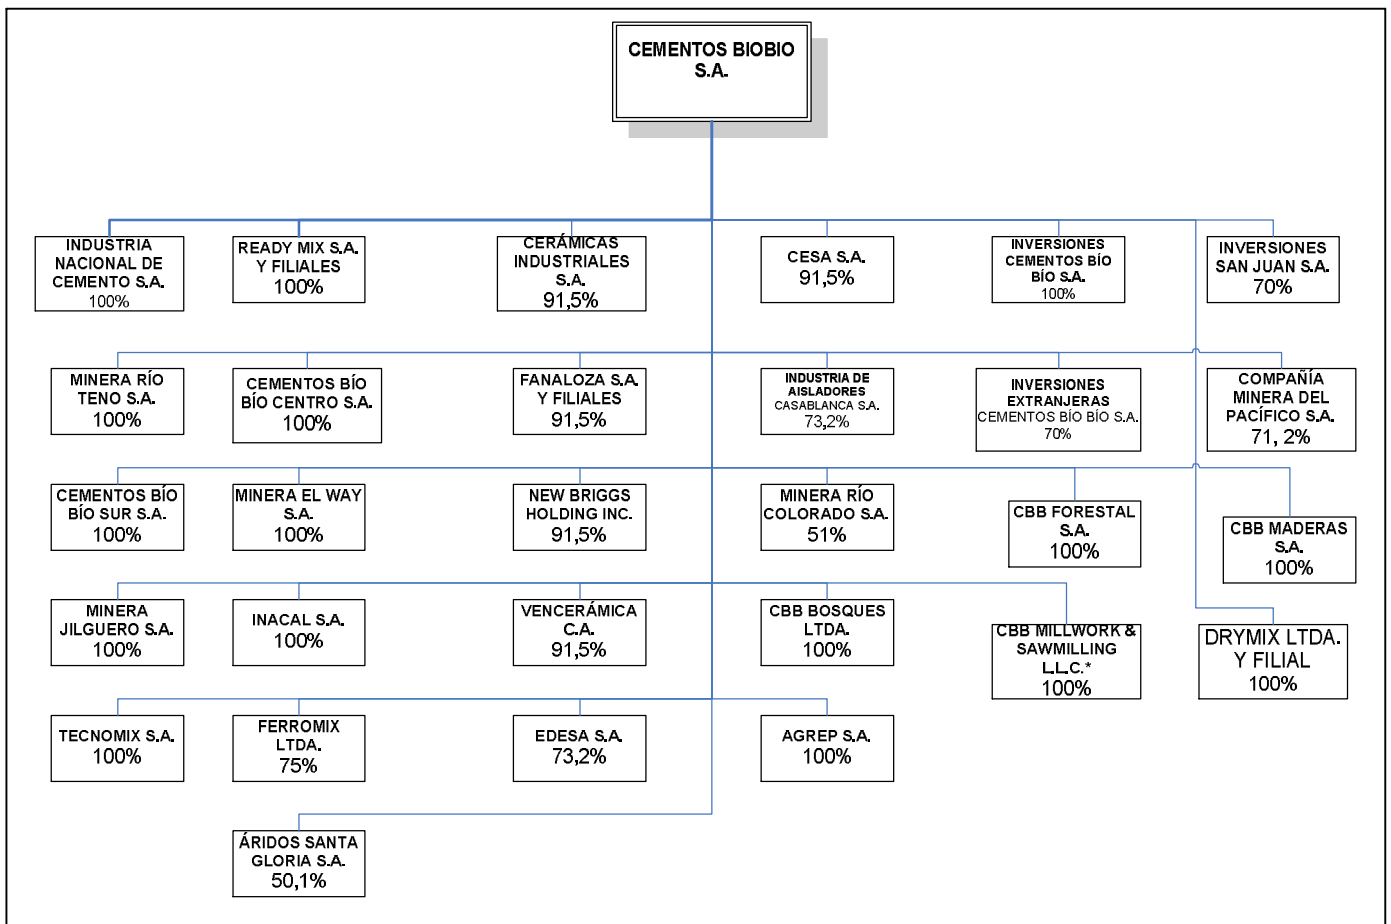 CEMENTOS BIOBIO
S.A.
INDUSTRIA
NACIONAL DE
CEMENTO S.A.
100%
READY MIX S.A.
Y FILIALES
100%
CERÁMICAS
INDUSTRIALES
S.A.
91,5%
CESA S.A.
91,5%
INVERSIONES
CEMENTOS BÍO
BÍO S.A.
100%
INVERSIONES
SAN JUAN S.A.
70%
MINERA RÍO
TENO S.A.
100%
CEMENTOS BÍO
BÍO CENTRO S.A.
100%
FANALOZA S.A.
Y FILIALES
91,5%
INDUSTRIA DE
AISLADORES
CASABLANCA S.A.
73,2%
INVERSIONES
EXTRANJERAS
CEMENTOS BÍO BÍO S.A.
70%
COMPAÑÍA
MINERA DEL
PACÍFICO S.A.
71, 2%
CEMENTOS BÍO
BÍO SUR S.A.
100%
MINERA EL WAY
S.A.
100%
NEW BRIGGS
HOLDING INC.
91,5%
MINERA RÍO
COLORADO S.A.
51%
CBB FORESTAL
S.A.
100%
CBB MADERAS
S.A.
100%
MINERA
JILGUERO S.A.
100%
INACAL S.A.
100%
VENCERÁMICA
C.A.
91,5%
CBB BOSQUES
LTDA.
100%
CBB MILLWORK &
SAWMILLING
L.L.C.*
100%
DRYMIX LTDA.
Y FILIAL
100%
TECNOMIX S.A.
100%
FERROMIX
LTDA.
75%
EDESA S.A.
73,2%
AGREP S.A.
100%
ÁRIDOS SANTA
GLORIA S.A.
50,1%